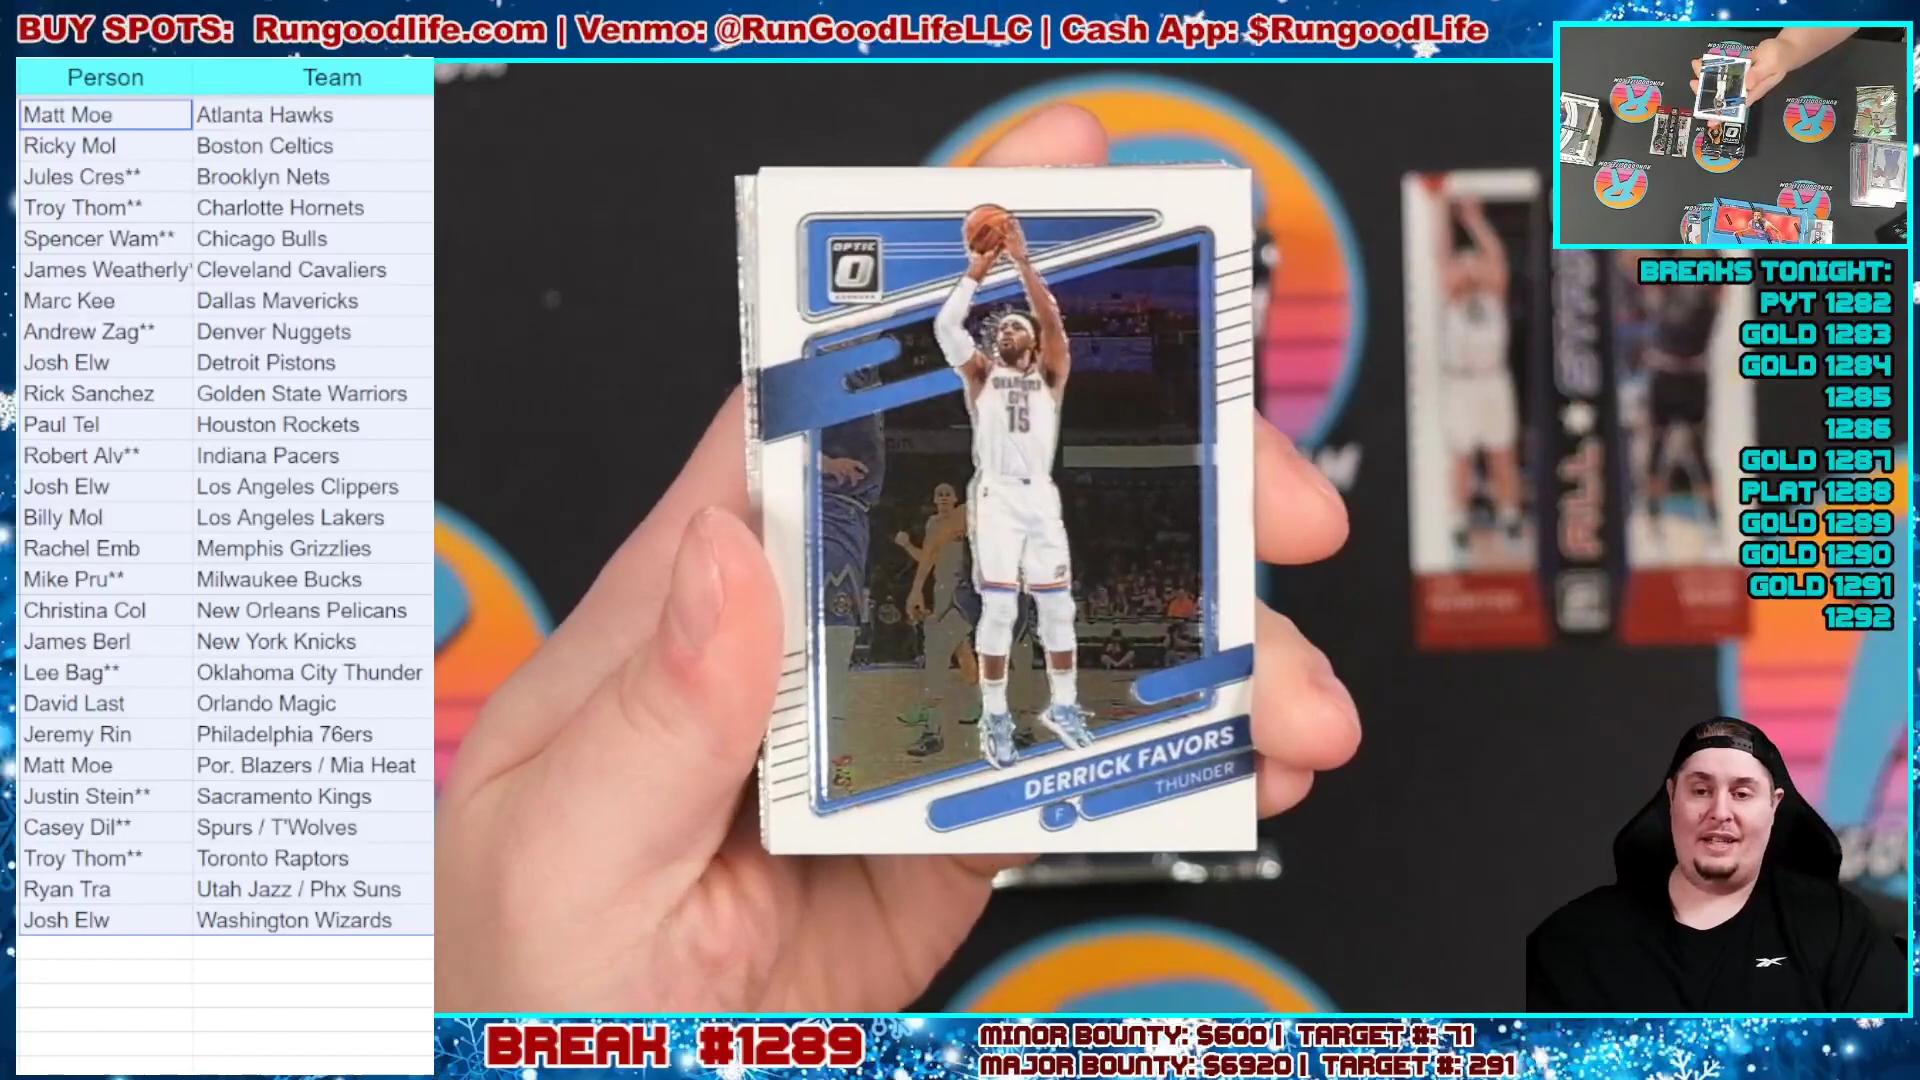 BUY SPOTS: Rungoodlife.com | Venmo: @RunGoodLifeLLC | Cash App: $RungoodLife
Person Team
Matt Moe Atlanta Hawks
Ricky Mol Boston Celtics
Jules Cres** Brooklyn Nets
Troy Thom** Charlotte Hornets
Spencer Wam** Chicago Bulls
James Weatherly* Cleveland Cavaliers
Marc Kee Dallas Mavericks
Andrew Zag** Denver Nuggets
Josh Elw Detroit Pistons
Rick Sanchez Golden State Warriors
Paul Tel Houston Rockets
Robert Alv** Indiana Pacers
Josh Elw Los Angeles Clippers
Billy Mol Los Angeles Lakers
Rachel Emb Memphis Grizzlies
Mike Pru** Milwaukee Bucks
Christina Col New Orleans Pelicans
James Berl New York Knicks
Lee Bag** Oklahoma City Thunder
David Last Orlando Magic
Jeremy Rin Philadelphia 76ers
Matt Moe Por. Blazers / Mia Heat
Justin Stein** Sacramento Kings
Casey Dil** Spurs / T'Wolves
Troy Thom** Toronto Raptors
Ryan Tra Utah Jazz / Phx Suns
Josh Elw Washington Wizards
OPTIC
OKLAHOMA
CITY
15
DERRICK FAVORS
THUNDER
F
BREAKS TONIGHT:
PYT 1282
GOLD 1283
GOLD 1284
1285
1286
GOLD 1287
PLAT 1288
GOLD 1289
GOLD 1290
GOLD 1291
1292
BREAK #1289
MINOR BOUNTY: $600 | TARGET #: 71
MAJOR BOUNTY: $6920 | TARGET #: 291